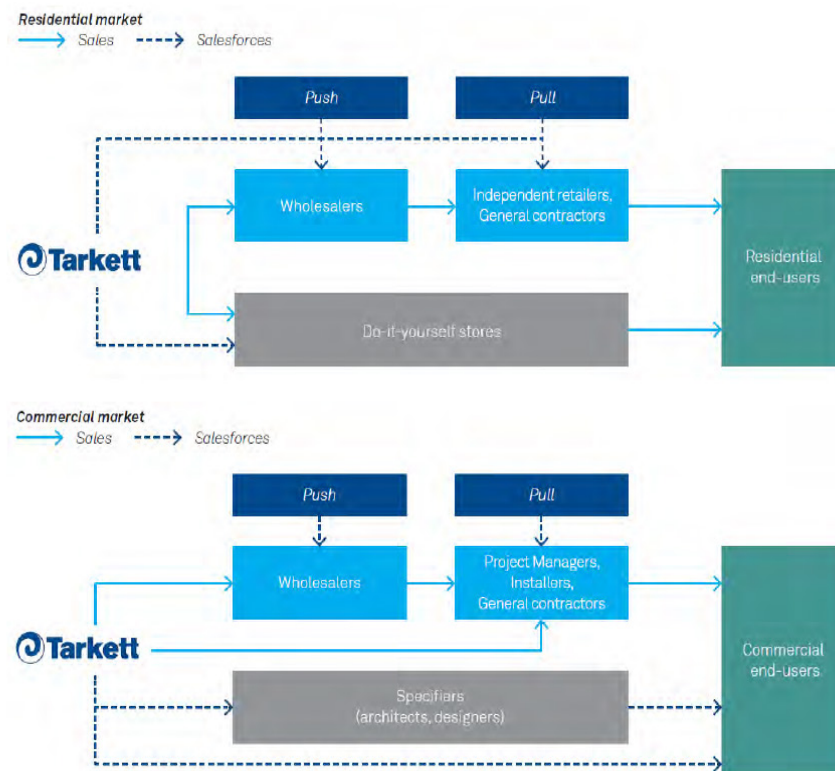 Residential market
Sales Salesforces
Push Pull
Wholesalers
Independent retailers,
General contractors
Tarkett
Residential
end-users
Do-it-yourself stores
Commercial market
Sales Salesforces
Push Pull
Wholesalers
Project Managers,
Installers,
General contractors
Tarkett
Commercial
end-users
Specifiers
(architects, designers)